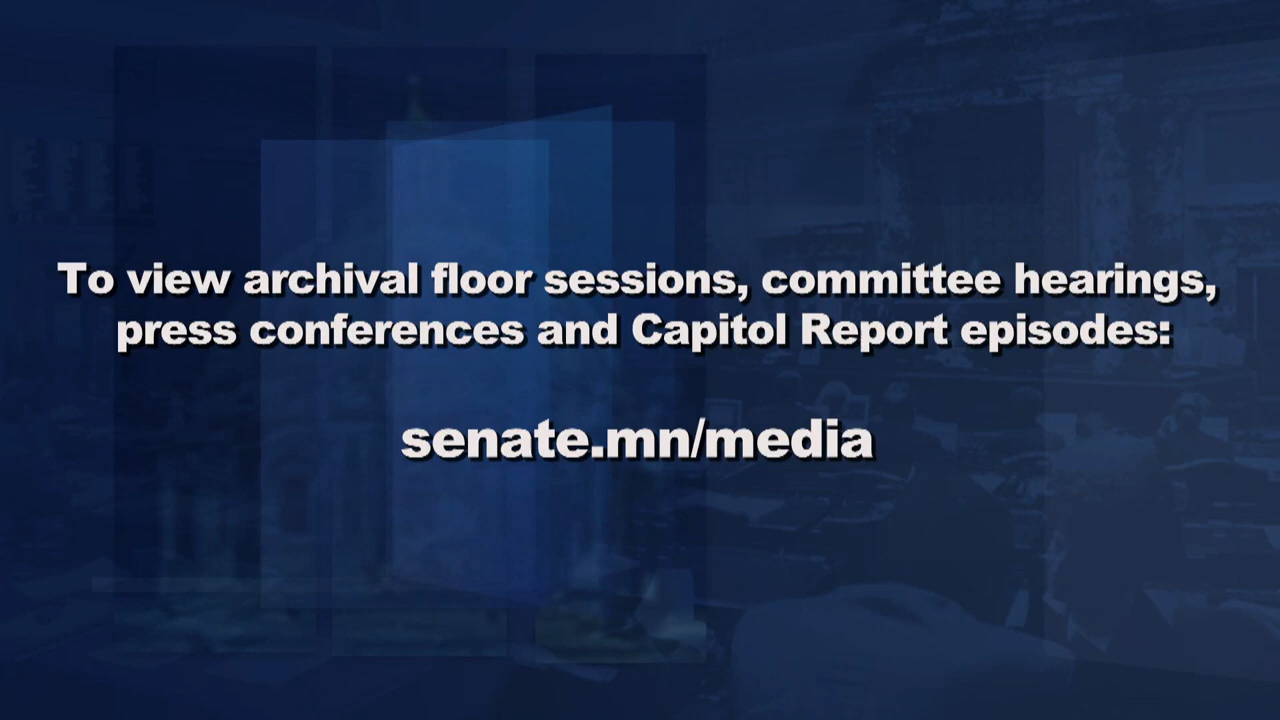 To view archival floor sessions, committee hearings,
press conferences and Capitol Report episodes:
senate.mn/media